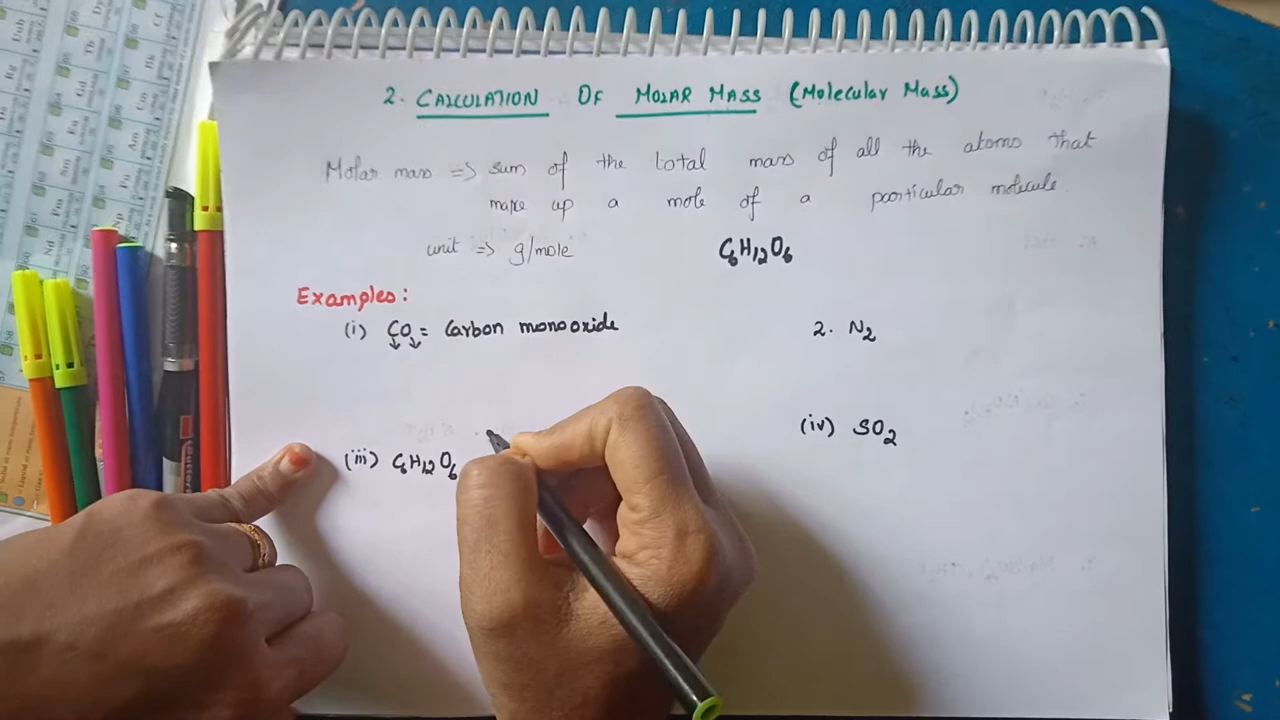 2. CALCULATION OF MOLAR MASS (Molecular Mass)
Molar mass => sum of the total mass of all the atoms that
make up a mole of a particular molecule.
unit => g/mole
C6H12O6
Examples:
(i) CO = Carbon monooxide
2. N2
(iii) C6H12O6
(iv) SO2